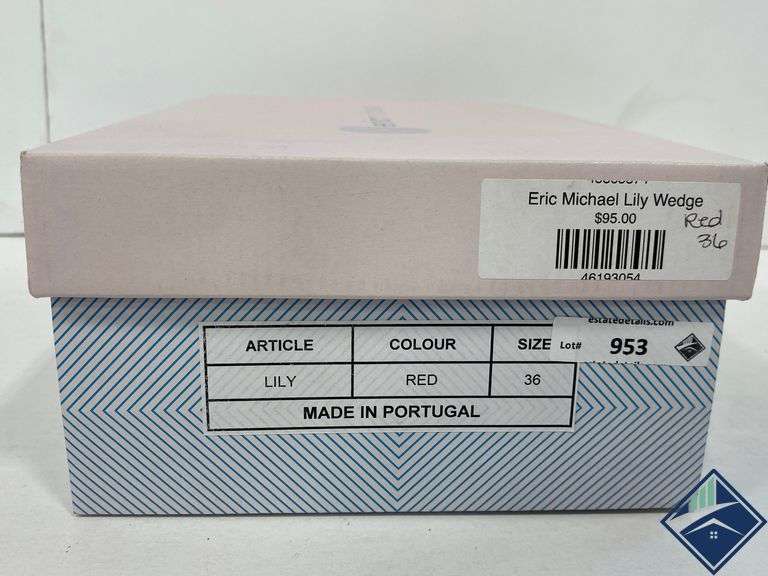 Eric Michael Lily Wedge
$95.00
Red
36
46193054
estatedetails.com
Lot# 953
ARTICLE COLOUR SIZE
LILY RED 36
MADE IN PORTUGAL